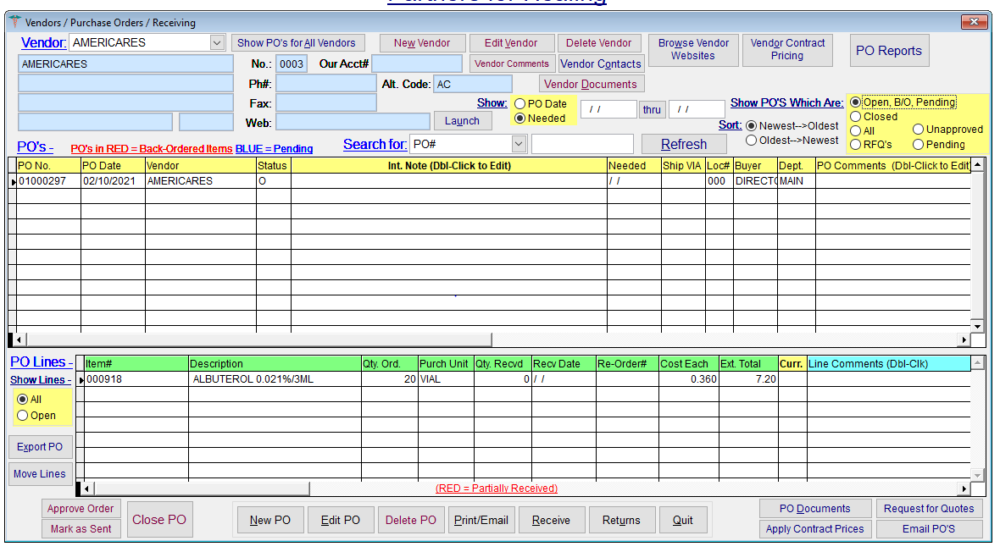 Vendors / Purchase Orders / Receiving
Vendor: AMERICARES Show PO's for All Vendors New Vendor Edit Vendor Delete Vendor Browse Vendor Websites Vendor Contract Pricing PO Reports
AMERICARES No.: 0003 Our Acct# Vendor Comments Vendor Contacts
Ph#: Alt. Code: AC Vendor Documents
Fax: Show: PO Date / / thru / / Show PO'S Which Are: Open, B/O, Pending
Web: Launch Needed Sort: Newest-->Oldest Closed
All Unapproved
PO's - PO's in RED = Back-Ordered Items BLUE = Pending Search for: PO# Refresh Oldest-->Newest RFQ's Pending
PO No. PO Date Vendor Status Int. Note (Dbl-Click to Edit) Needed Ship VIA Loc# Buyer Dept. PO Comments (Dbl-Click to Edit)
01000297 02/10/2021 AMERICARES O / / 000 DIRECTO MAIN
PO Lines - Item# Description Qty. Ord. Purch Unit Qty. Recvd Recv Date Re-Order# Cost Each Ext. Total Curr. Line Comments (Dbl-Clk)
Show Lines - 000918 ALBUTEROL 0.021%/3ML 20 VIAL 0 / / 0.360 7.20
All
Open
Export PO
Move Lines
(RED = Partially Received)
Approve Order
Mark as Sent
Close PO New PO Edit PO Delete PO Print/Email Receive Returns Quit
PO Documents Request for Quotes
Apply Contract Prices Email PO'S